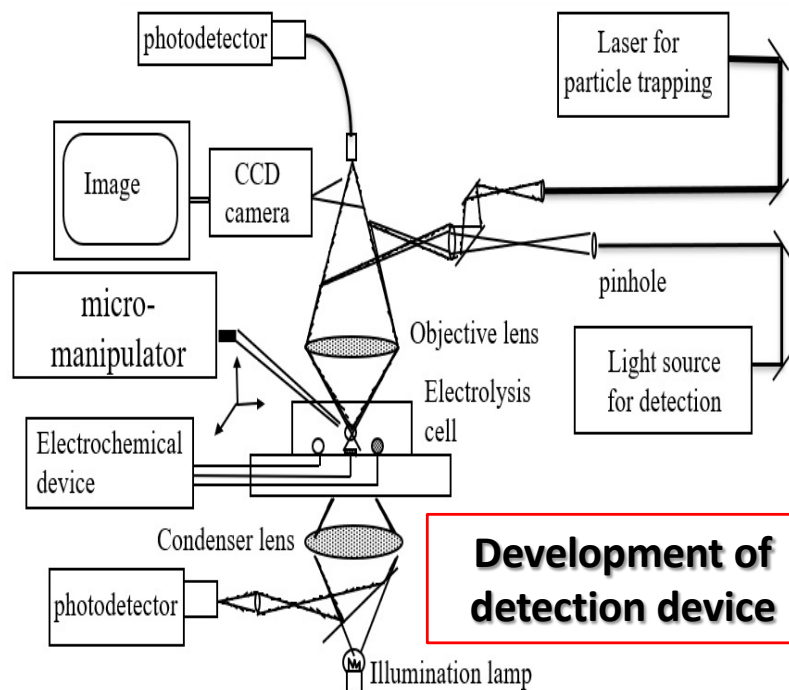 photodetector
Laser for
particle trapping
Image
CCD
camera
pinhole
micro-
manipulator
Objective lens
Light source
for detection
Electrolysis
cell
Electrochemical
device
Condenser lens
Development of
detection device
photodetector
Illumination lamp